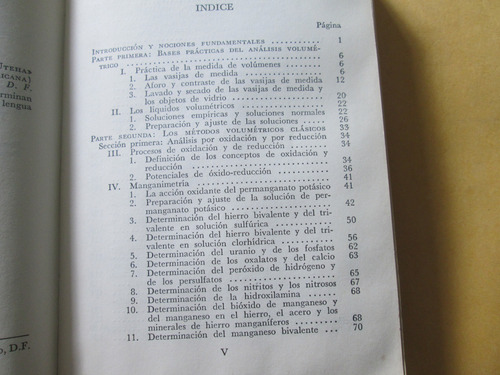 INDICE
Página
INTRODUCCIÓN Y NOCIONES FUNDAMENTALES .......... 1
PARTE PRIMERA: BASES PRÁCTICAS DEL ANÁLISIS VOLUMÉ-
TRICO .......... 6
I. Práctica de la medida de volúmenes .......... 6
1. Las vasijas de medida .......... 6
2. Aforo y contraste de las vasijas de medida 12
3. Lavado y secado de las vasijas de medida y
los objetos de vidrio .......... 20
II. Los líquidos volumétricos .......... 22
1. Soluciones empíricas y soluciones normales 22
2. Preparación y ajuste de las soluciones .... 26
PARTE SEGUNDA: LOS MÉTODOS VOLUMÉTRICOS CLÁSICOS 33
Sección primera: Análisis por oxidación y por reducción 34
III. Procesos de oxidación y de reducción .......... 34
1. Definición de los conceptos de oxidación y
reducción .......... 34
2. Potenciales de óxido-reducción .......... 36
IV. Manganimetría .......... 41
1. La acción oxidante del permanganato potásico 41
2. Preparación y ajuste de la solución de per-
manganato potásico .......... 42
3. Determinación del hierro bivalente y del tri-
valente en solución sulfúrica .......... 50
4. Determinación del hierro bivalente y del tri-
valente en solución clorhídrica .......... 56
5. Determinación del uranio y de los fosfatos 62
6. Determinación de los oxalatos y del calcio 63
7. Determinación del peróxido de hidrógeno y
de los persulfatos .......... 65
8. Determinación de los nitritos y los nitrosos 67
9. Determinación de la hidroxilamina .......... 68
10. Determinación del bióxido de manganeso y
del manganeso en el hierro, el acero y los
minerales de hierro manganíferos .......... 68
11. Determinación del manganeso bivalente ... 70
V
UTEHA)
RICANA)
D. F.
rminan
lengua
o, D.F.